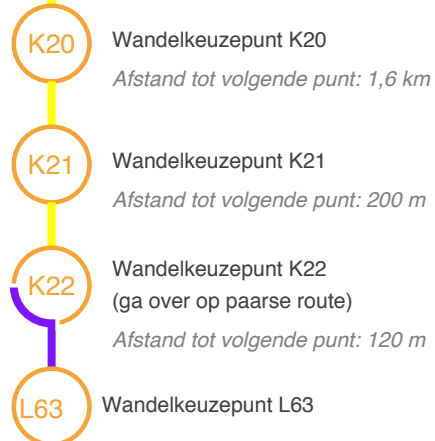 K20
Wandelkeuzepunt K20
Afstand tot volgende punt: 1,6 km
K21
Wandelkeuzepunt K21
Afstand tot volgende punt: 200 m
K22
Wandelkeuzepunt K22
(ga over op paarse route)
Afstand tot volgende punt: 120 m
L63
Wandelkeuzepunt L63